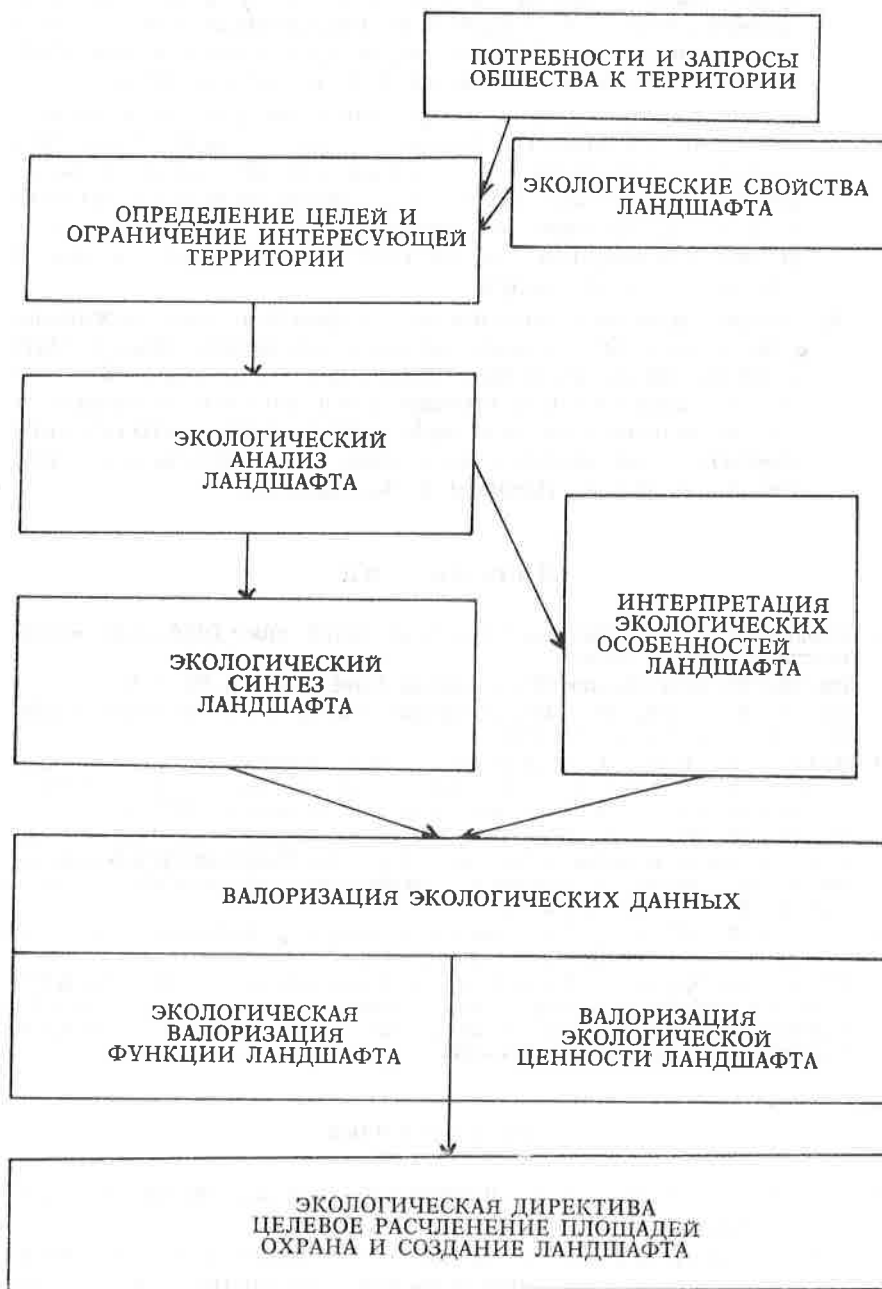 ПОТРЕБНОСТИ И ЗАПРОСЫ
ОБШЕСТВА К ТЕРРИТОРИИ
ЭКОЛОГИЧЕСКИЕ СВОЙСТВА
ЛАНДШАФТА
ОПРЕДЕЛЕНИЕ ЦЕЛЕЙ И
ОГРАНИЧЕНИЕ ИНТЕРЕСУЮЩЕЙ
ТЕРРИТОРИИ
ЭКОЛОГИЧЕСКИЙ
АНАЛИЗ
ЛАНДШАФТА
ИНТЕРПРЕТАЦИЯ
ЭКОЛОГИЧЕСКИХ
ОСОБЕННОСТЕЙ
ЛАНДШАФТА
ЭКОЛОГИЧЕСКИЙ
СИНТЕЗ
ЛАНДШАФТА
ВАЛОРИЗАЦИЯ ЭКОЛОГИЧЕСКИХ ДАННЫХ
ЭКОЛОГИЧЕСКАЯ
ВАЛОРИЗАЦИЯ
ФУНКЦИИ ЛАНДШАФТА
ВАЛОРИЗАЦИЯ
ЭКОЛОГИЧЕСКОЙ
ЦЕННОСТИ ЛАНДШАФТА
ЭКОЛОГИЧЕСКАЯ ДИРЕКТИВА
ЦЕЛЕВОЕ РАСЧЛЕНЕНИЕ ПЛОЩАДЕЙ
ОХРАНА И СОЗДАНИЕ ЛАНДШАФТА